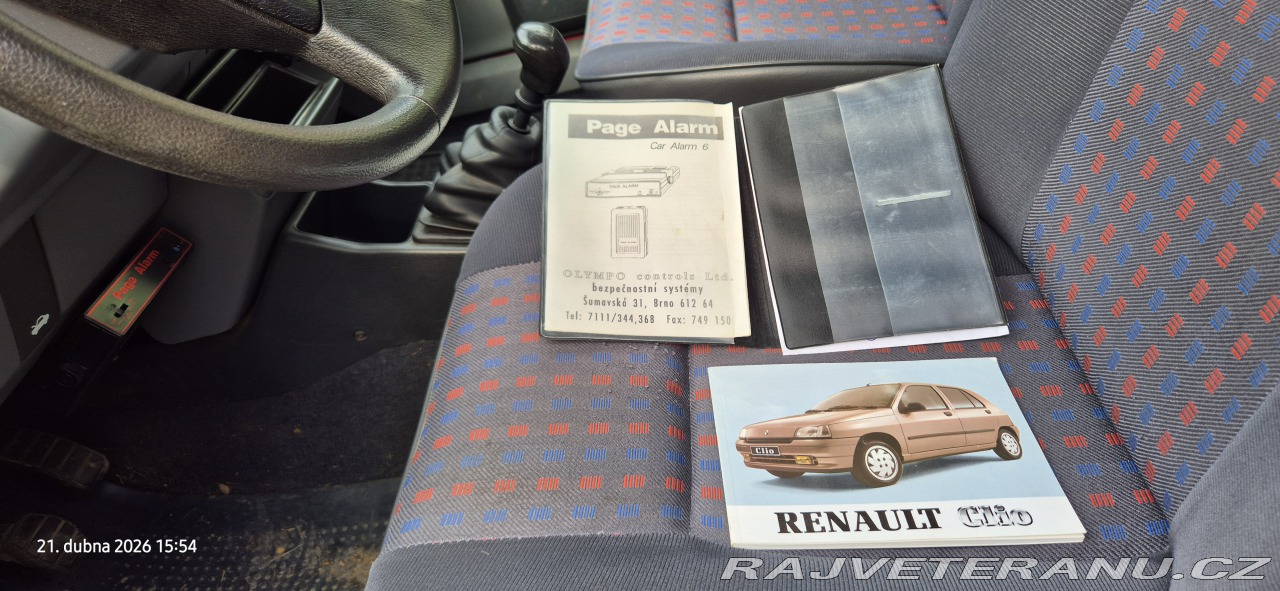 Page Alarm
Car Alarm 6
PAGE ALARM
OLYMPO controls Ltd.
bezpečnostní systémy
Šumavská 31, Brno 612 64
Tel: 7111/344,368 Fax: 749 150
Page Alarm
Clio
RENAULT Clio
21. dubna 2026 15:54
RAJVETERANU.CZ